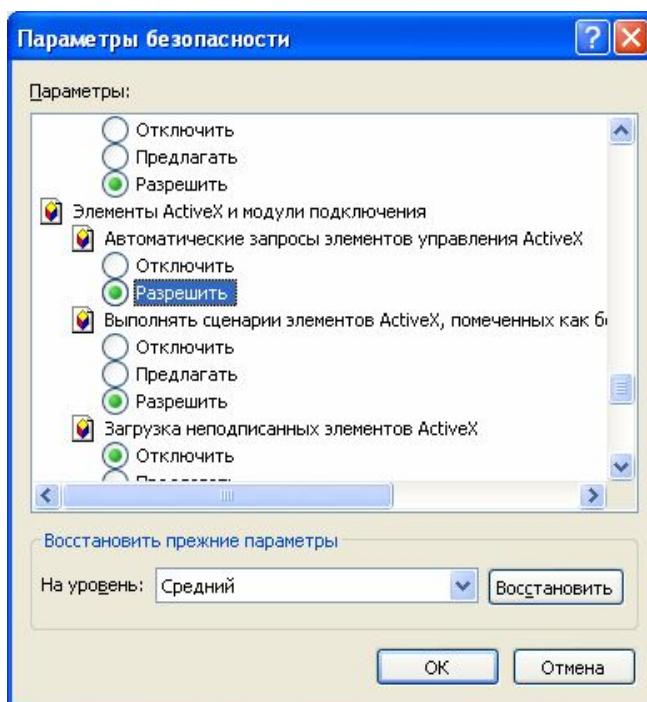 Параметры безопасности
Параметры:
Отключить
Предлагать
Разрешить
Элементы ActiveX и модули подключения
Автоматические запросы элементов управления ActiveX
Отключить
Разрешить
Выполнять сценарии элементов ActiveX, помеченных как б
Отключить
Предлагать
Разрешить
Загрузка неподписанных элементов ActiveX
Отключить
Восстановить прежние параметры
На уровень: Средний Восстановить
ОК Отмена